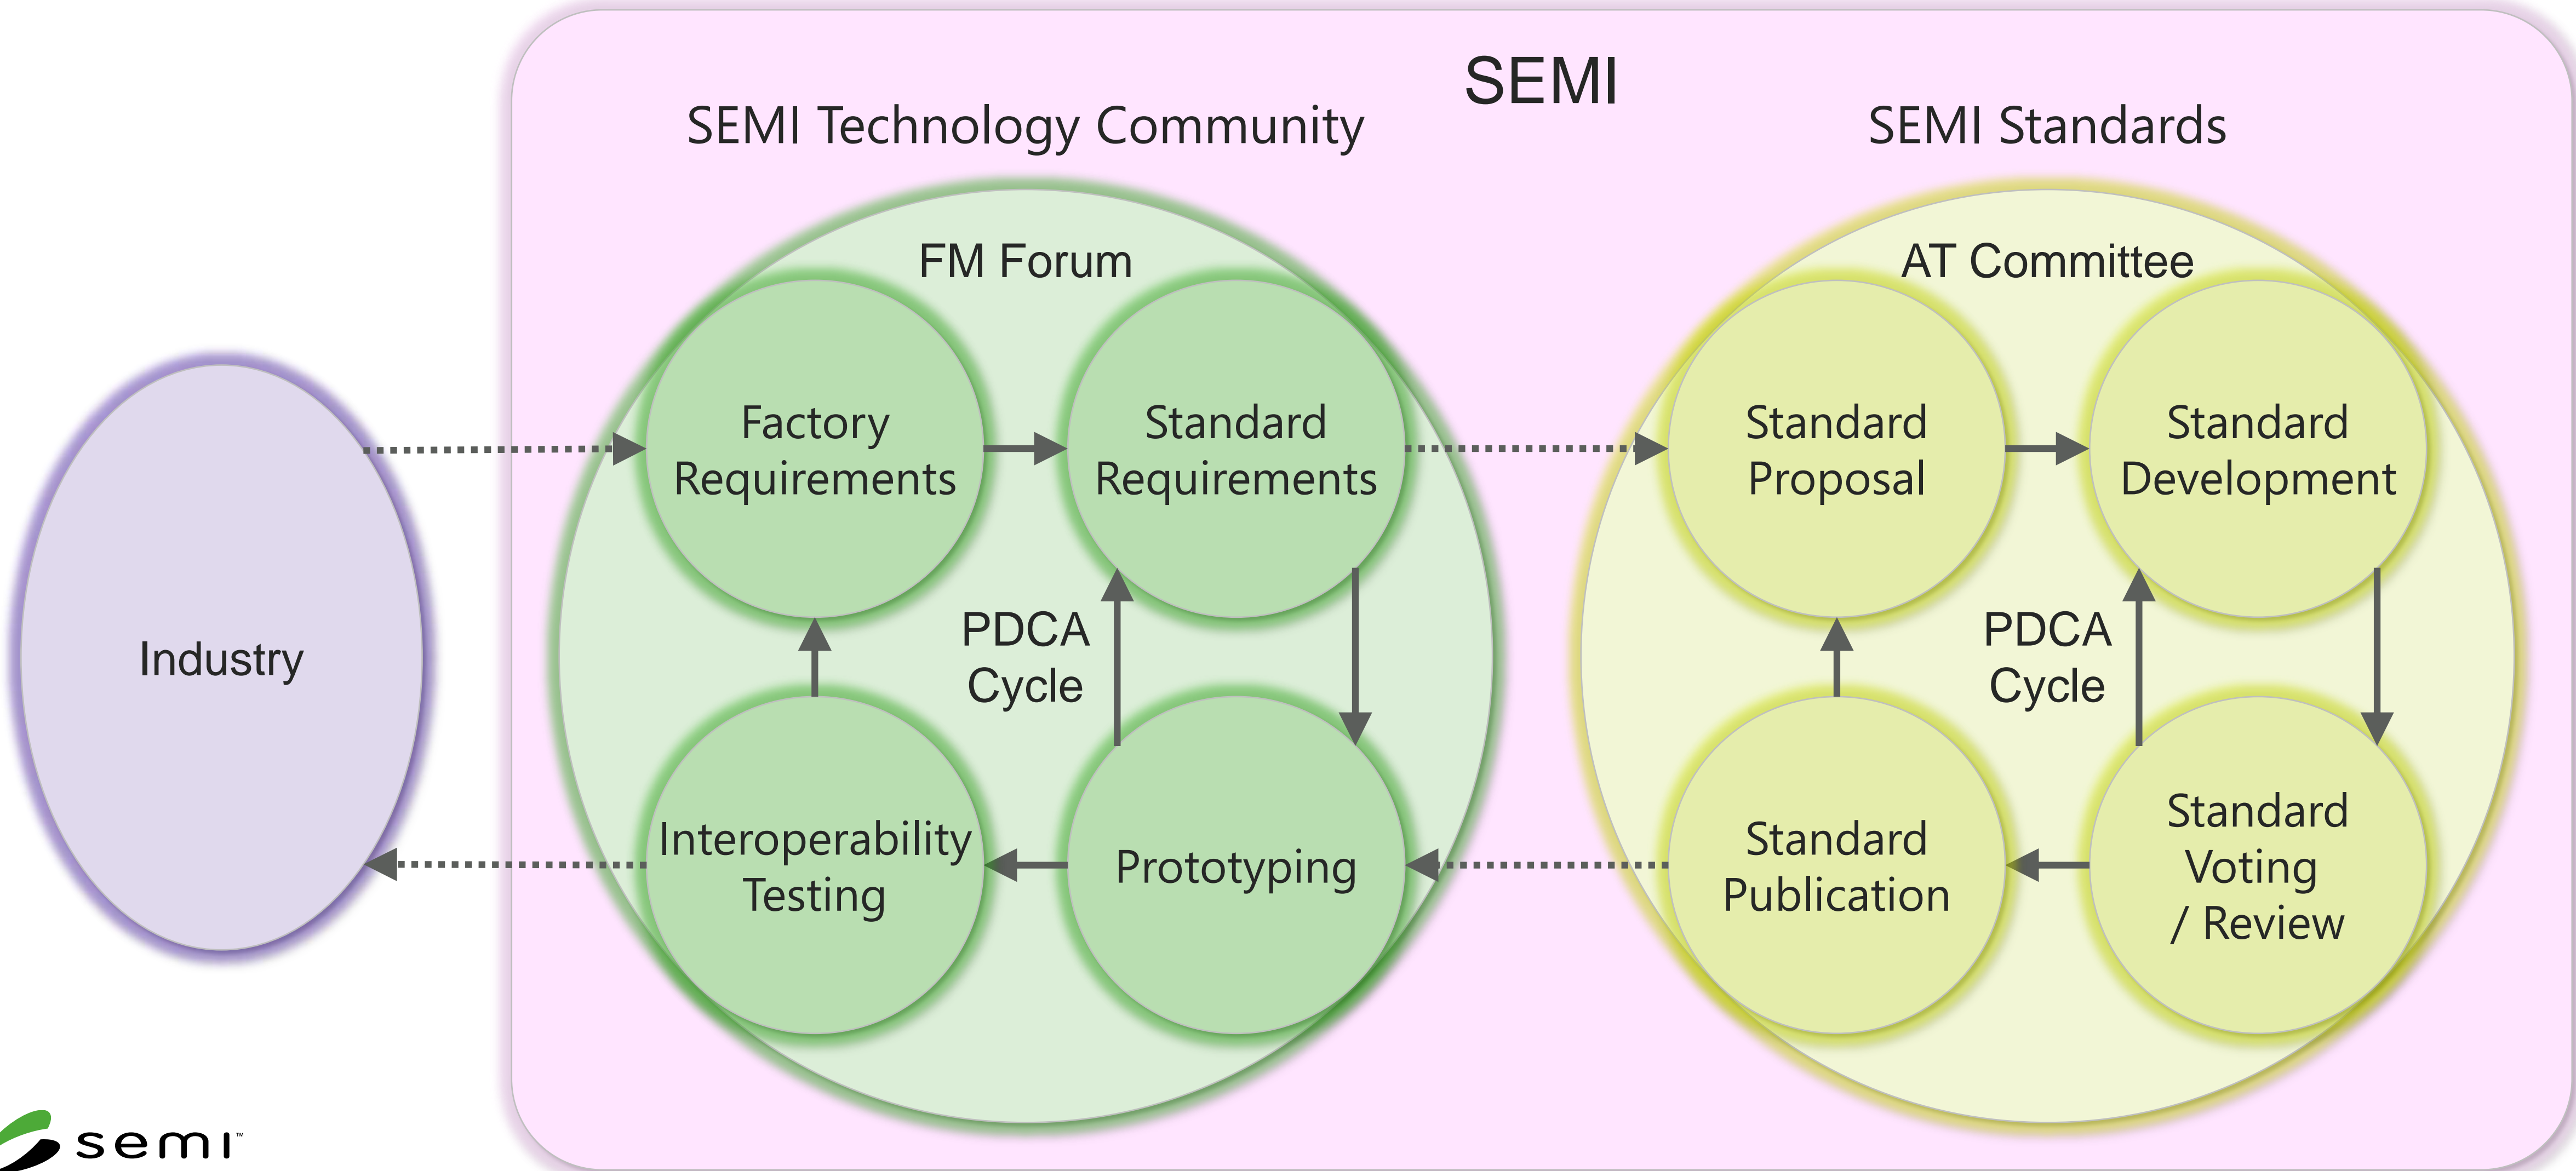 SEMI
SEMI Technology Community
SEMI Standards
FM Forum
AT Committee
Factory
Requirements
Standard
Requirements
Standard
Proposal
Standard
Development
Industry
PDCA
Cycle
PDCA
Cycle
Interoperability
Testing
Prototyping
Standard
Publication
Standard
Voting
/ Review
semi™